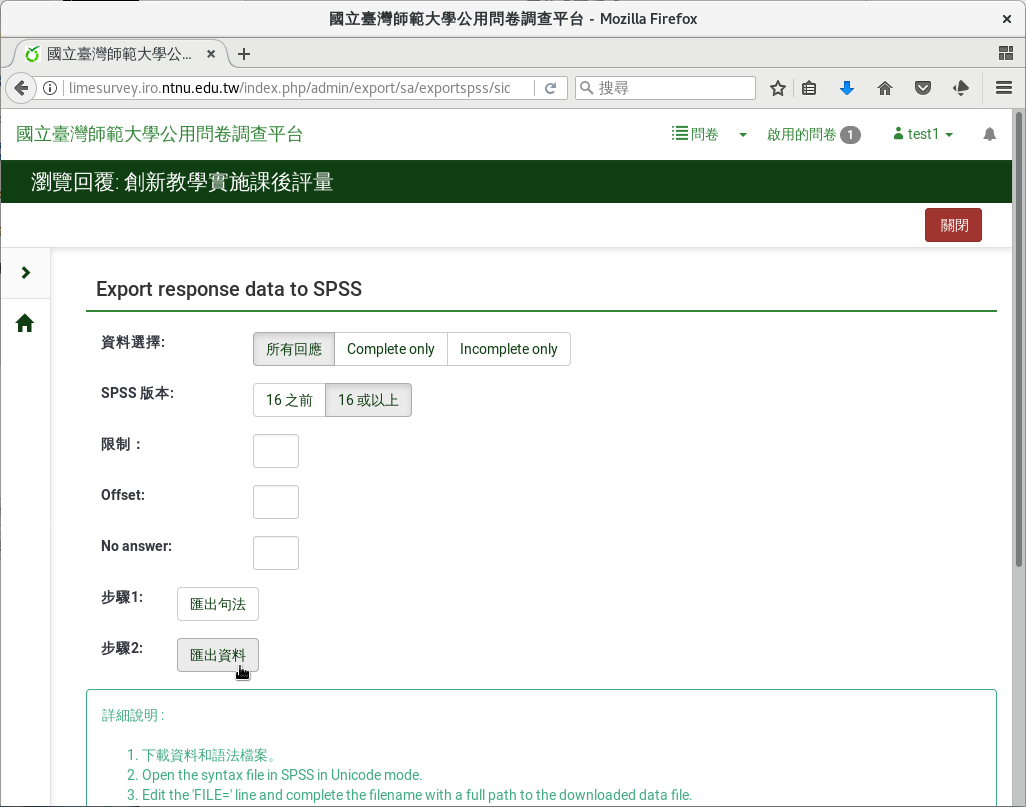 國立臺灣師範大學公用問卷調查平台 - Mozilla Firefox
國立臺灣師範大學公...
limesurvey.iro.ntnu.edu.tw/index.php/admin/export/sa/exportspss/sic
搜尋
國立臺灣師範大學公用問卷調查平台
問卷 啟用的問卷 1 test1
瀏覽回覆: 創新教學實施課後評量
關閉
Export response data to SPSS
資料選擇: 所有回應 Complete only Incomplete only
SPSS 版本: 16 之前 16 或以上
限制：
Offset:
No answer:
步驟1: 匯出句法
步驟2: 匯出資料
詳細說明 :
1. 下載資料和語法檔案。
2. Open the syntax file in SPSS in Unicode mode.
3. Edit the 'FILE=' line and complete the filename with a full path to the downloaded data file.